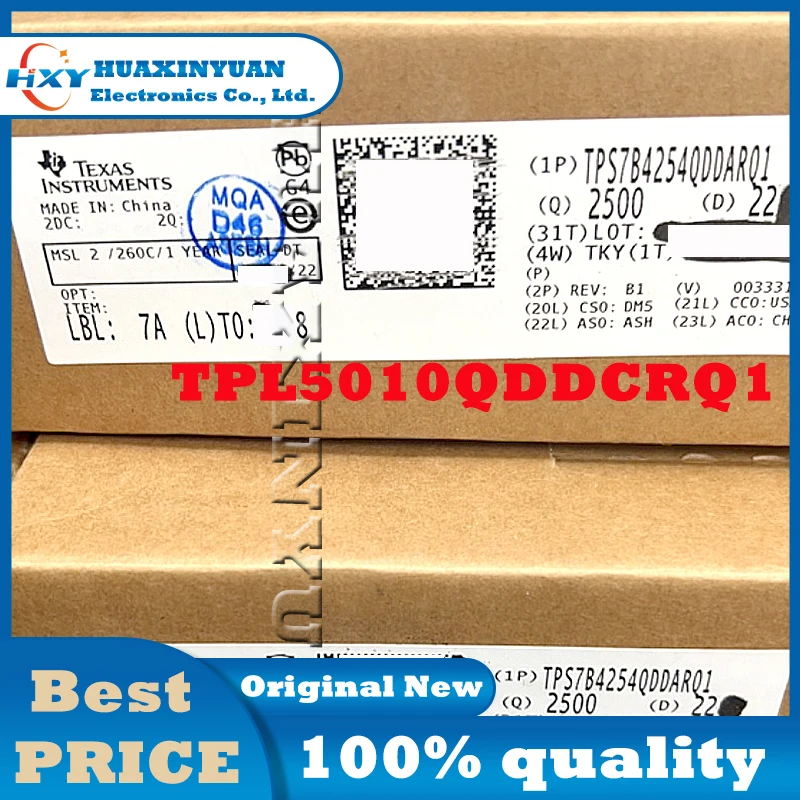 HXY HUAXINYUAN
Electronics Co., Ltd.
TEXAS
INSTRUMENTS
MADE IN: China
2DC: 2Q:
MSL 2 /260C/1 YEAR SEAL DT
22
OPT:
ITEM:
LBL: 7A (L)TO: 8
Pb
G4
e
MQA
D46
(1P) TPS7B4254QDDARQ1
(Q) 2500 (D) 22
(31T)LOT:
(4W) TKY(1T,
(P)
(2P) REV: B1 (V) 003331
(20L) CSO: DM5 (21L) CCO:US
(22L) ASO: ASH (23L) ACO: CH
TPL5010QDDCRQ1
(1P) TPS7B4254QDDARQ1
(Q) 2500 (D) 22
Best
PRICE
Original New
100% quality